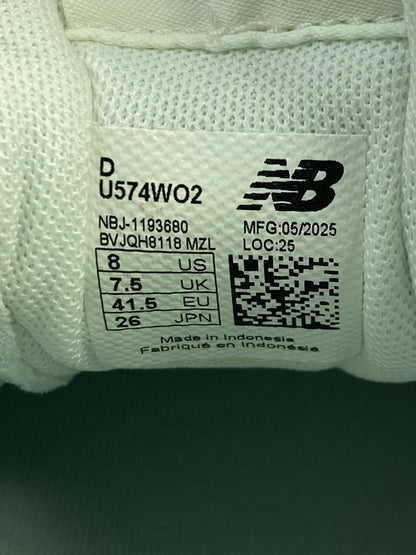 D
U574WO2
NB
NBJ-1193680
BVJQH8118 MZL
MFG:05/2025
LOC:25
8 US
7.5 UK
41.5 EU
26 JPN
Made in Indonesia
Fabriqué en Indonésie